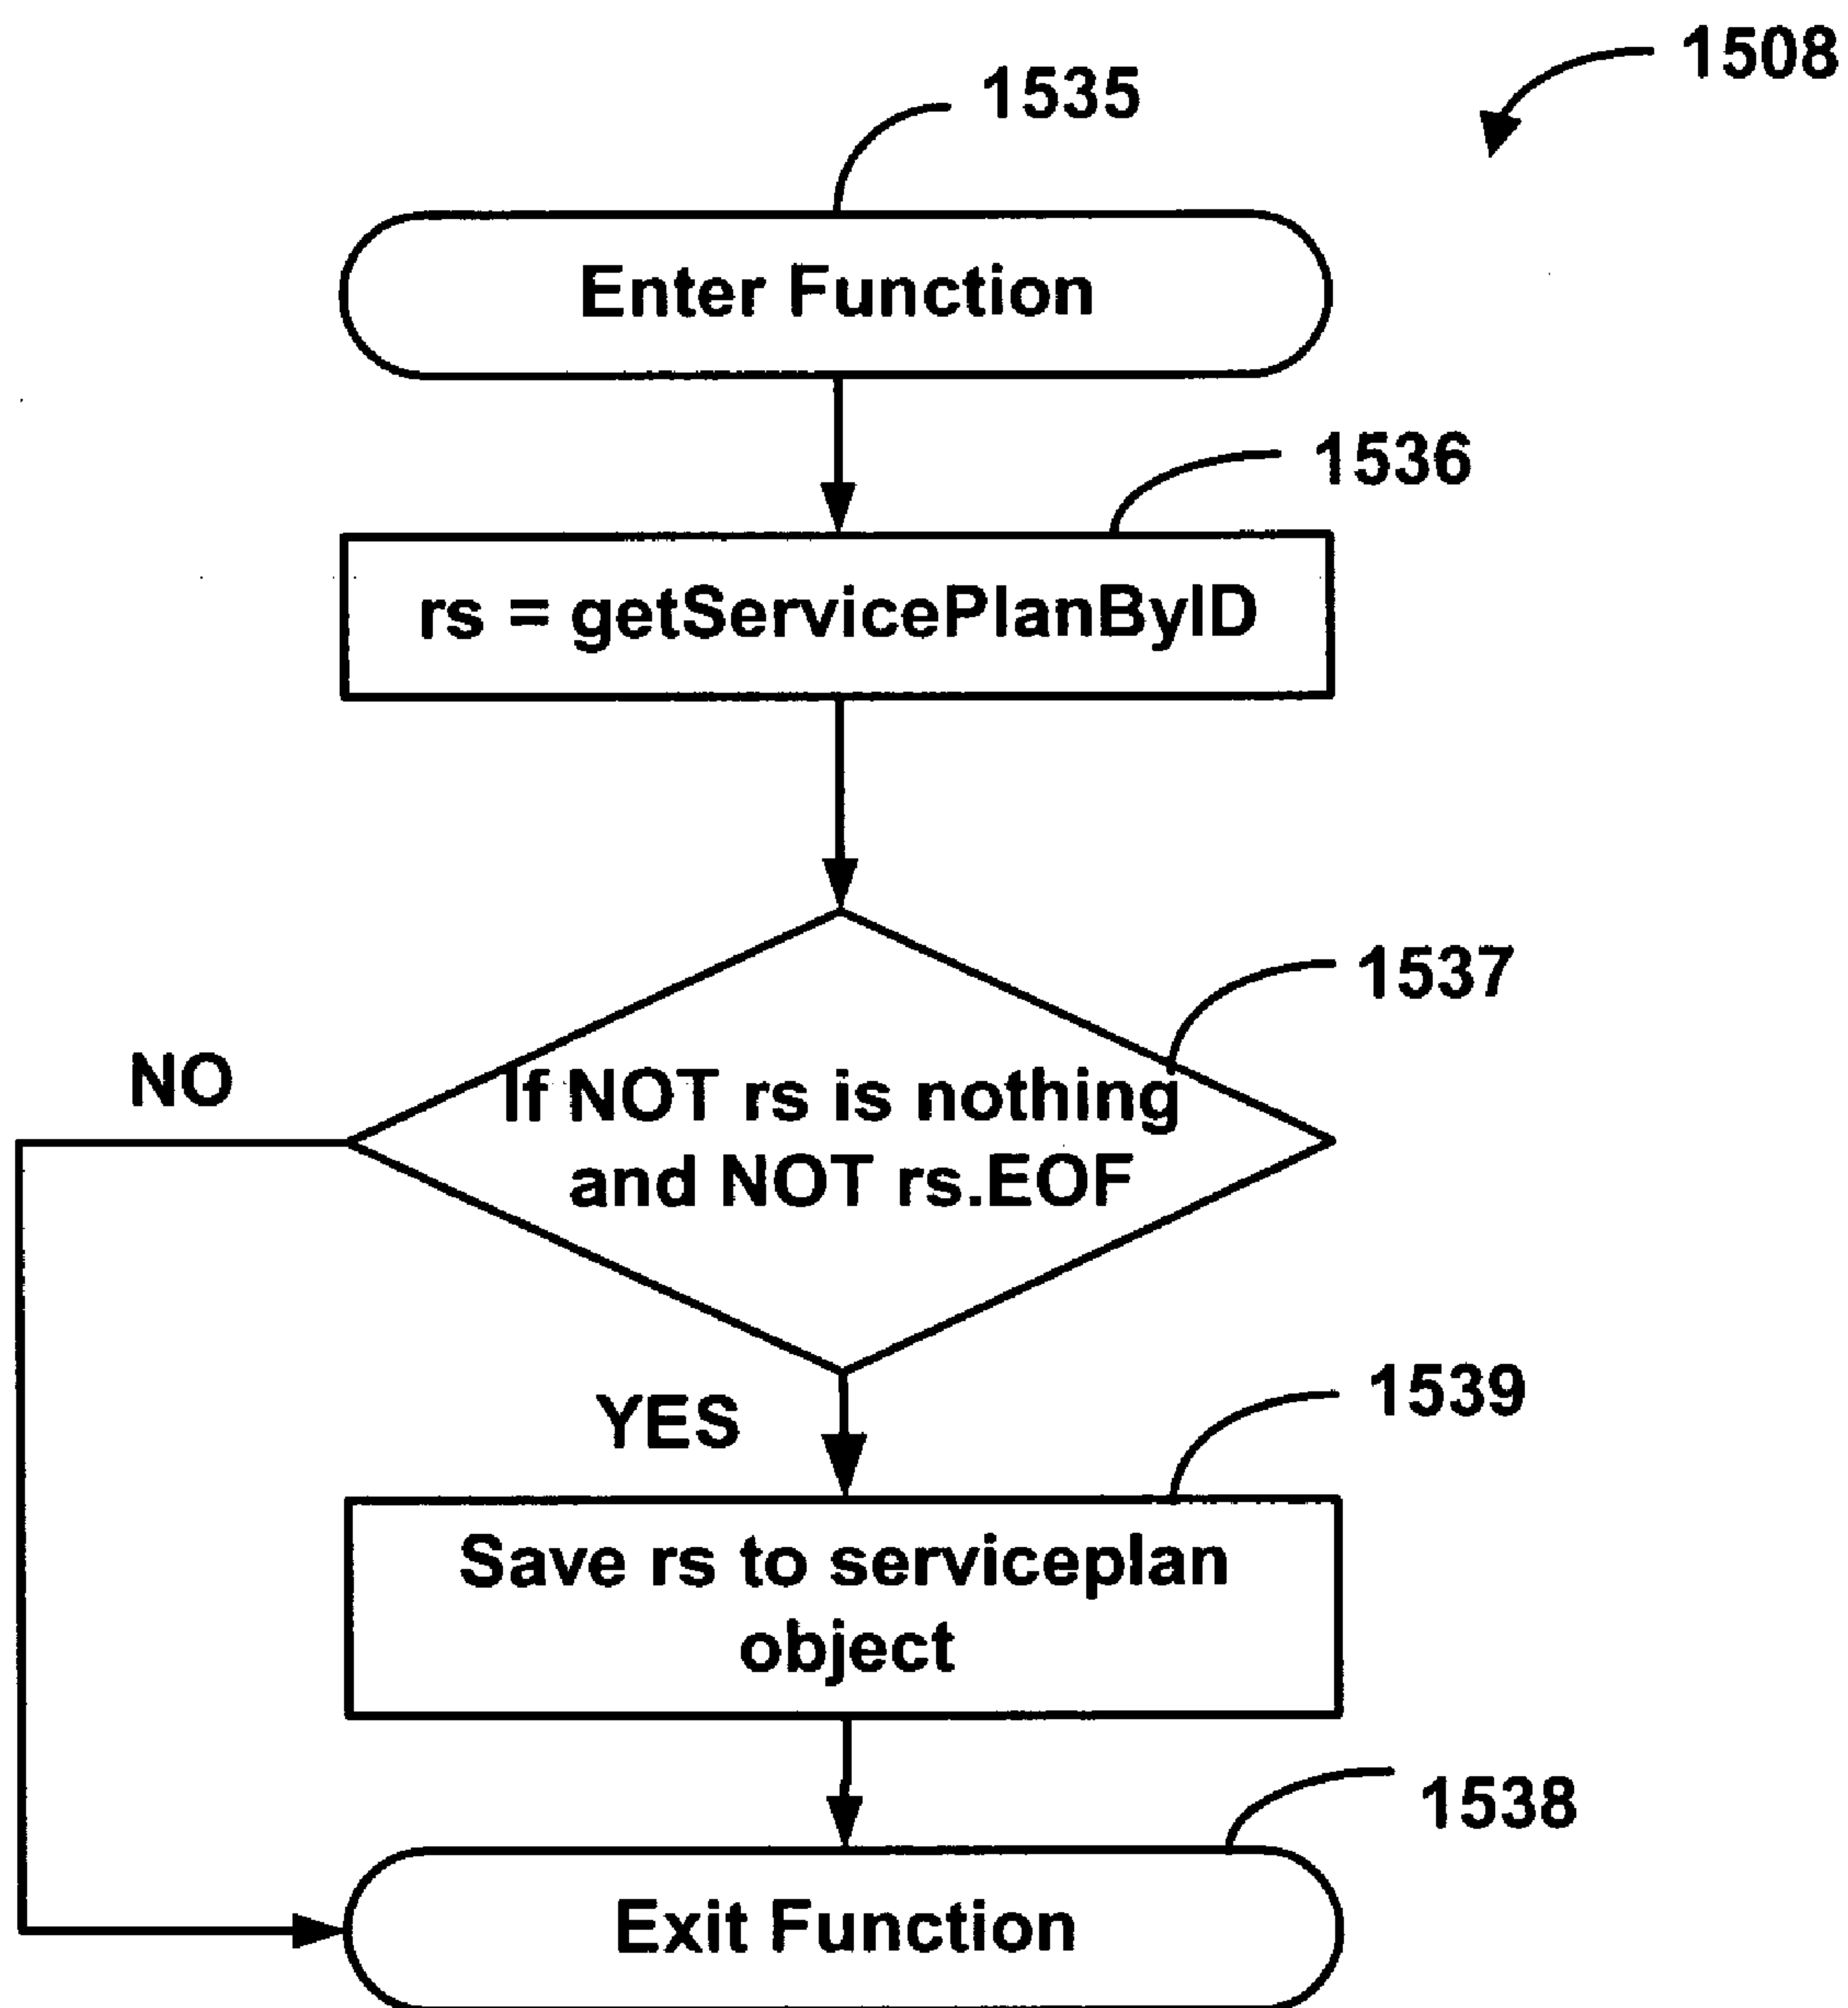 1508
1535
Enter Function
1536
rs = getServicePlanByID
1537
NO
If NOT rs is nothing
and NOT rs.EOF
1539
YES
Save rs to serviceplan
object
1538
Exit Function